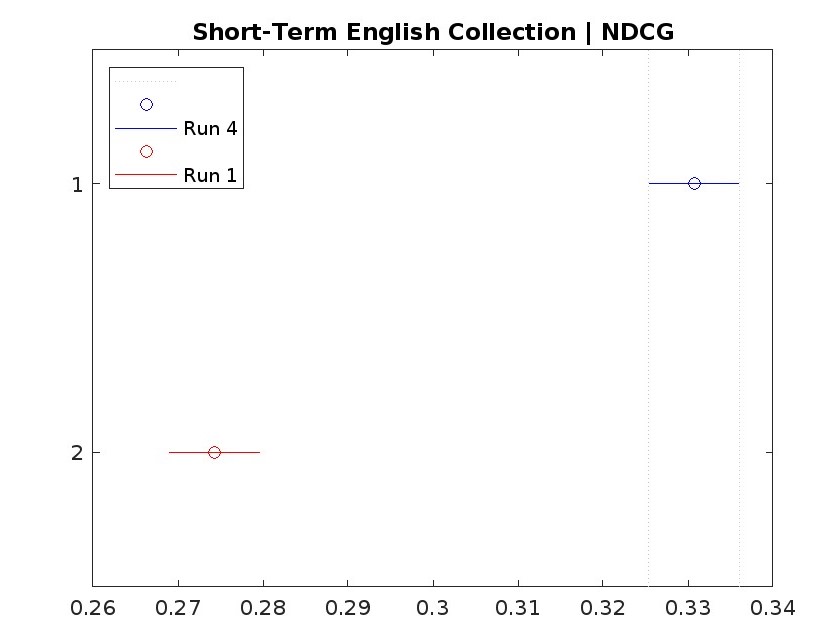 Short-Term English Collection | NDCG
Run 4
Run 1
1
2
0.26 0.27 0.28 0.29 0.3 0.31 0.32 0.33 0.34